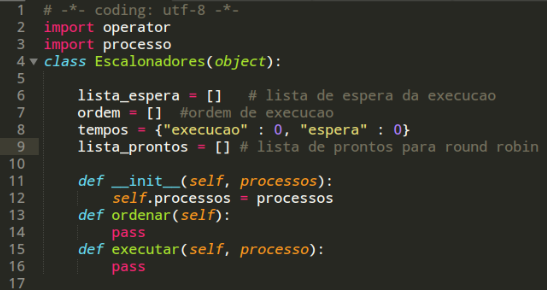 1 # -*- coding: utf-8 -*-
2 import operator
3 import processo
4 class Escalonadores(object):
5
6     lista_espera = []   # lista de espera da execucao
7     ordem = []  #ordem de execucao
8     tempos = {"execucao" : 0, "espera" : 0}
9     lista_prontos = [] # lista de prontos para round robin
10
11     def __init__(self, processos):
12         self.processos = processos
13     def ordenar(self):
14         pass
15     def executar(self, processo):
16         pass
17